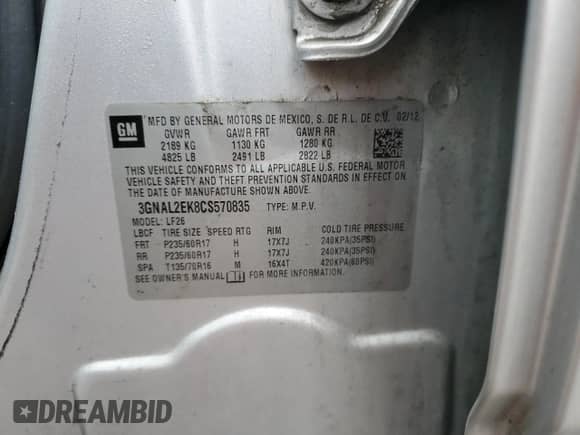 GM
MFD BY GENERAL MOTORS DE MEXICO, S. DE R.L. DE C.V. 02/12
GVWR GAWR FRT GAWR RR
2189 KG 1130 KG 1280 KG
4825 LB 2491 LB 2822 LB
THIS VEHICLE CONFORMS TO ALL APPLICABLE U.S. FEDERAL MOTOR
VEHICLE SAFETY AND THEFT PREVENTION STANDARDS IN EFFECT ON THE
DATE OF MANUFACTURE SHOWN ABOVE.
3GNAL2EK8CS570835 TYPE: M.P.V.
MODEL: LF26
LBCF TIRE SIZE SPEED RTG RIM COLD TIRE PRESSURE
FRT P235/60R17 H 17X7J 240KPA(35PSI)
RR P235/60R17 H 17X7J 240KPA(35PSI)
SPA T135/70R16 M 16X4T 420KPA(60PSI)
SEE OWNER'S MANUAL FOR MORE INFORMATION.
DREAMBID